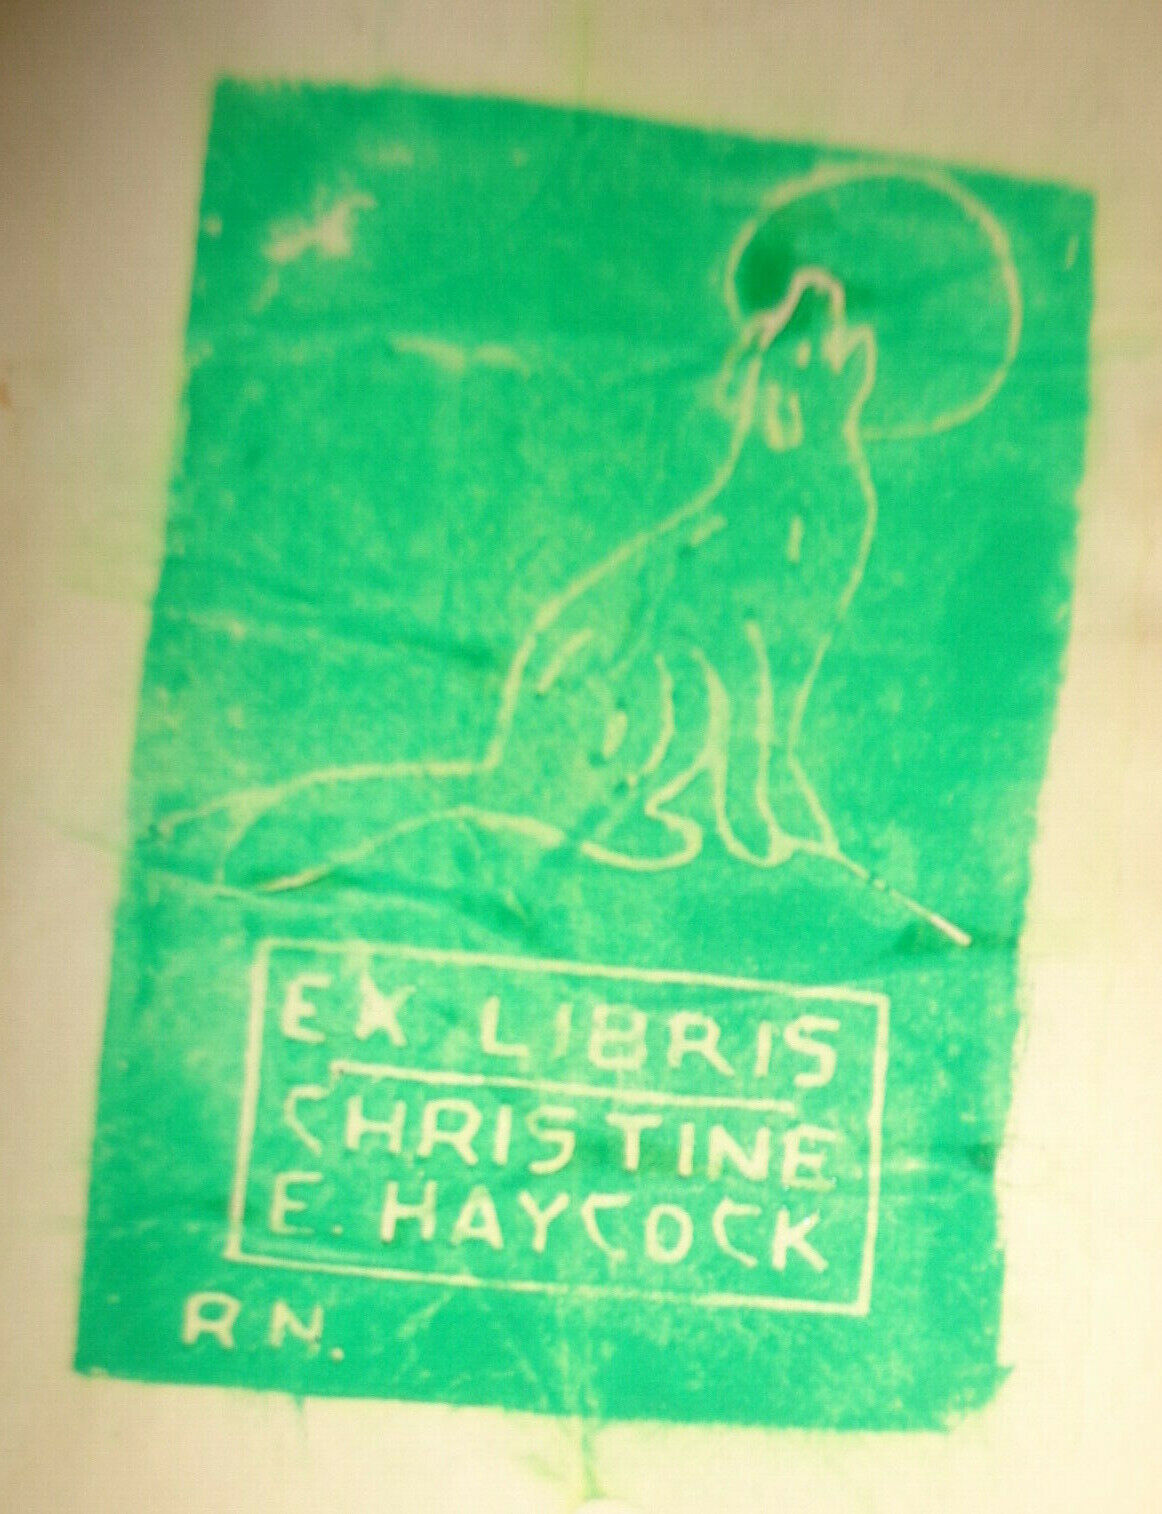 EX LIBRIS
CHRISTINE
E. HAYCOCK
RN.